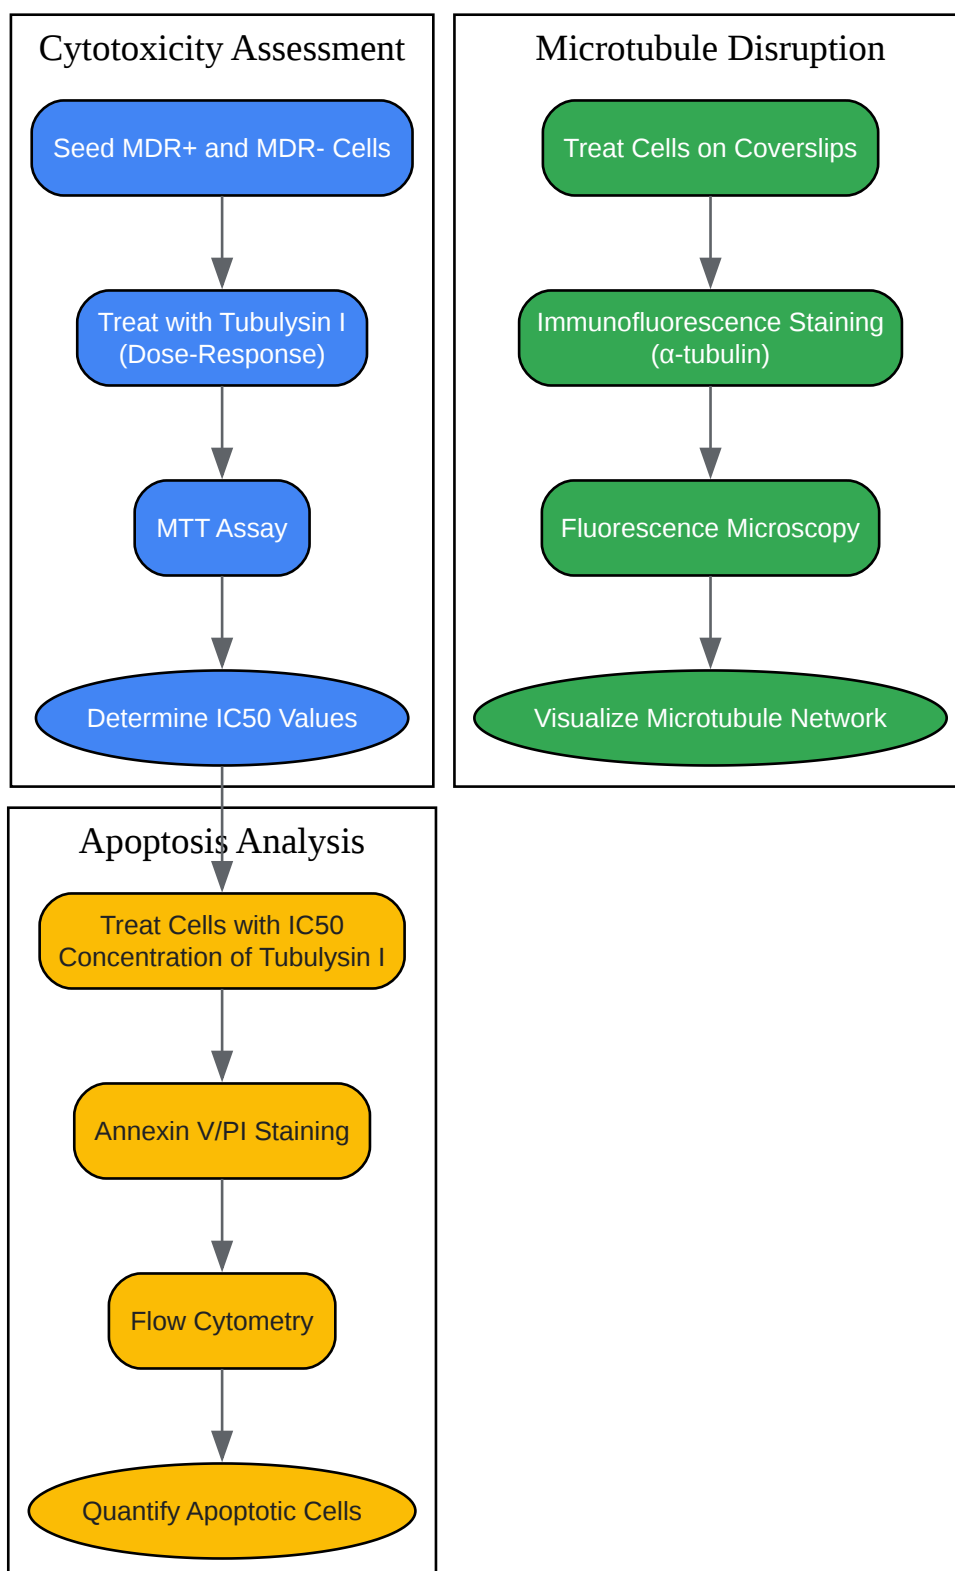 Cytotoxicity Assessment
Seed MDR+ and MDR- Cells
Treat with Tubulysin I
(Dose-Response)
MTT Assay
Determine IC50 Values
Microtubule Disruption
Treat Cells on Coverslips
Immunofluorescence Staining
(α-tubulin)
Fluorescence Microscopy
Visualize Microtubule Network
Apoptosis Analysis
Treat Cells with IC50
Concentration of Tubulysin I
Annexin V/PI Staining
Flow Cytometry
Quantify Apoptotic Cells